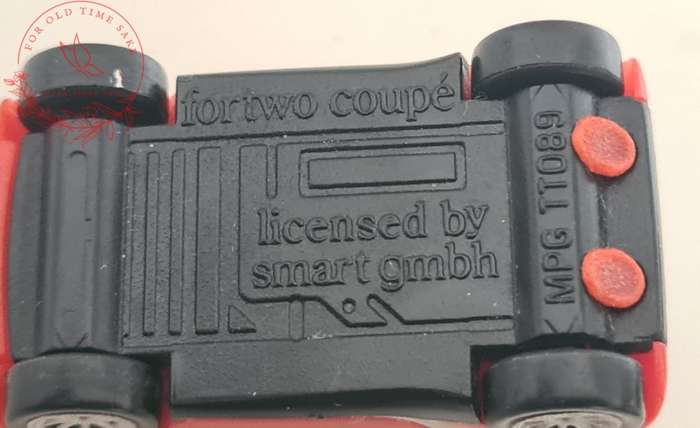 FOR OLD TIME SAKE
fortwo coupé
licensed by
smart gmbh
MPG TT089